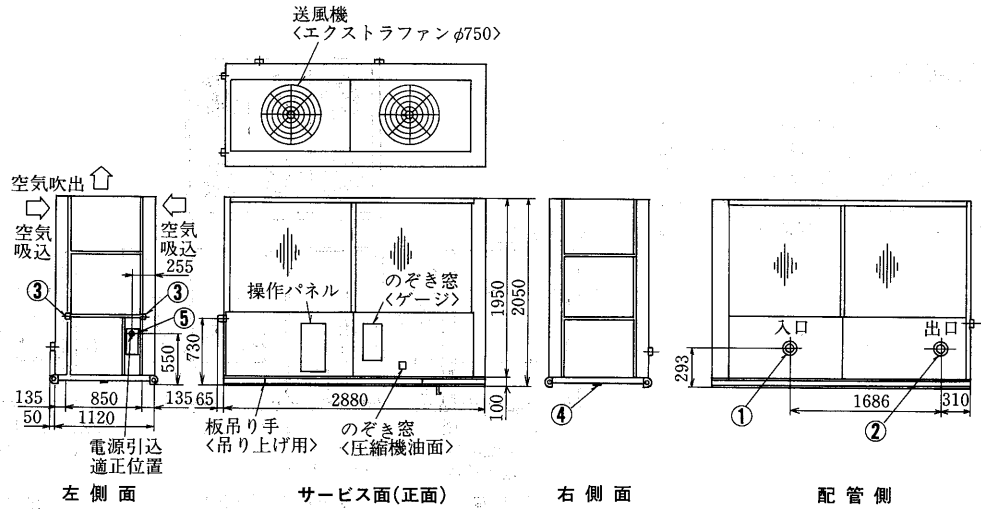 送風機
〈エクストラファンφ750〉
空気吹出
空気
吸込
空気
吸込
255
③
③
⑤
550
135
850
135
50
1120
電源引込
適正位置
左側面
操作パネル
のぞき窓
〈ゲージ〉
730
1950
2050
65
2880
100
板吊り手
〈吊り上げ用〉
のぞき窓
〈圧縮機油面〉
サービス面(正面)
④
右側面
入口
出口
293
①
1686
②
310
配管側